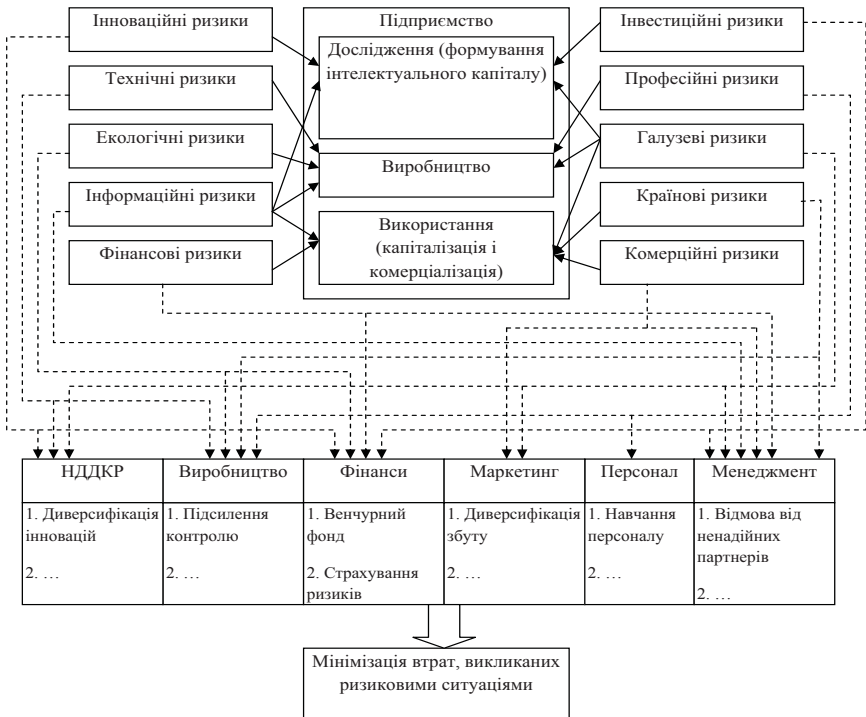 Інноваційні ризики
Підприємство
Інвестиційні ризики
Дослідження (формування
інтелектуального капіталу)
Технічні ризики
Професійні ризики
Екологічні ризики
Виробництво
Галузеві ризики
Інформаційні ризики
Використання
(капіталізація і
комерціалізація)
Країнові ризики
Фінансові ризики
Комерційні ризики
НДДКР
Виробництво
Фінанси
Маркетинг
Персонал
Менеджмент
1. Диверсифікація
інновацій
2. …
1. Підсилення
контролю
2. …
1. Венчурний
фонд
2. Страхування
ризиків
1. Диверсифікація
збуту
2. …
1. Навчання
персоналу
2. …
1. Відмова від
ненадійних
партнерів
2. …
Мінімізація втрат, викликаних
ризиковими ситуаціями